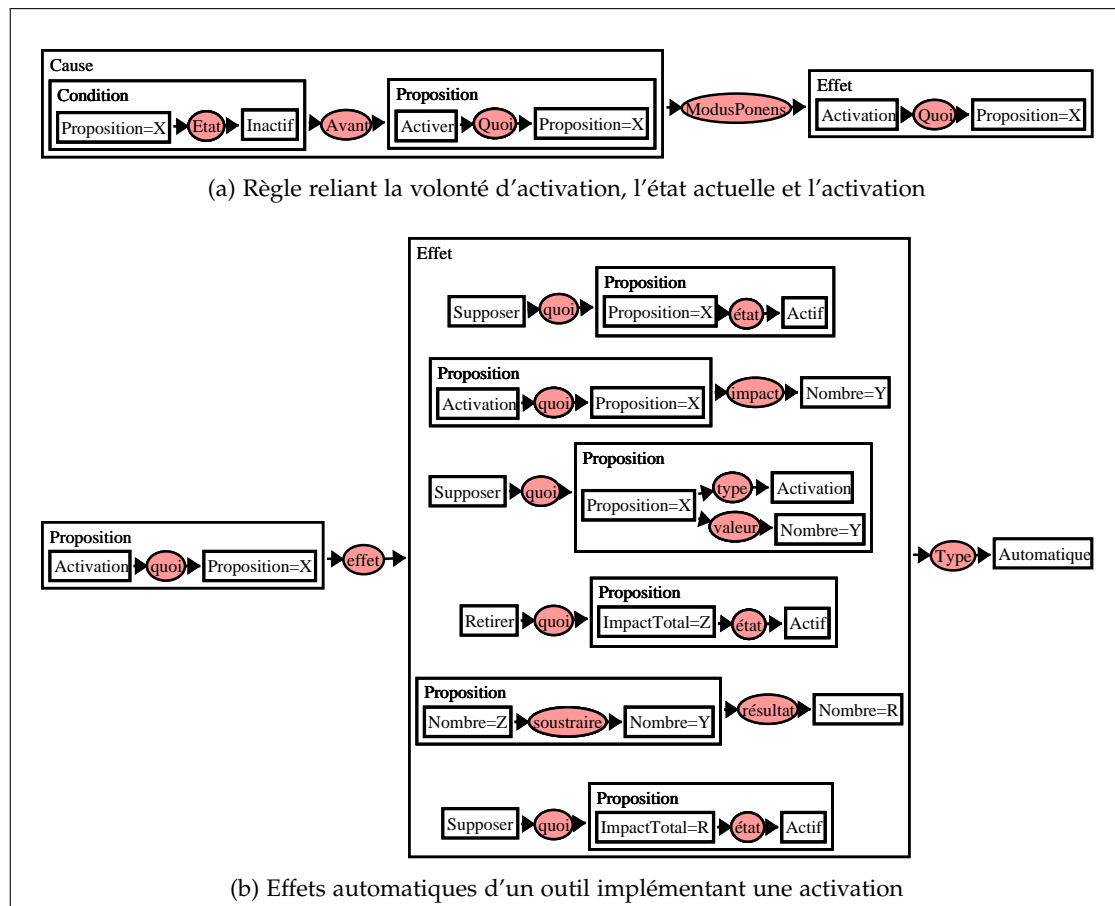 Cause
Condition
Proposition=X Etat Inactif
Avant
Proposition
Activer Quoi Proposition=X
ModusPonens
Effet
Activation Quoi Proposition=X
(a) Règle reliant la volonté d'activation, l'état actuelle et l'activation
Proposition
Activation quoi Proposition=X
effet
Effet
Supposer quoi
Proposition
Proposition=X état Actif
Proposition
Activation quoi Proposition=X
impact Nombre=Y
Supposer quoi
Proposition
Proposition=X
type Activation
valeur Nombre=Y
Retirer quoi
Proposition
ImpactTotal=Z état Actif
Proposition
Nombre=Z soustraire Nombre=Y
résultat Nombre=R
Supposer quoi
Proposition
ImpactTotal=R état Actif
Type Automatique
(b) Effets automatiques d'un outil implémentant une activation